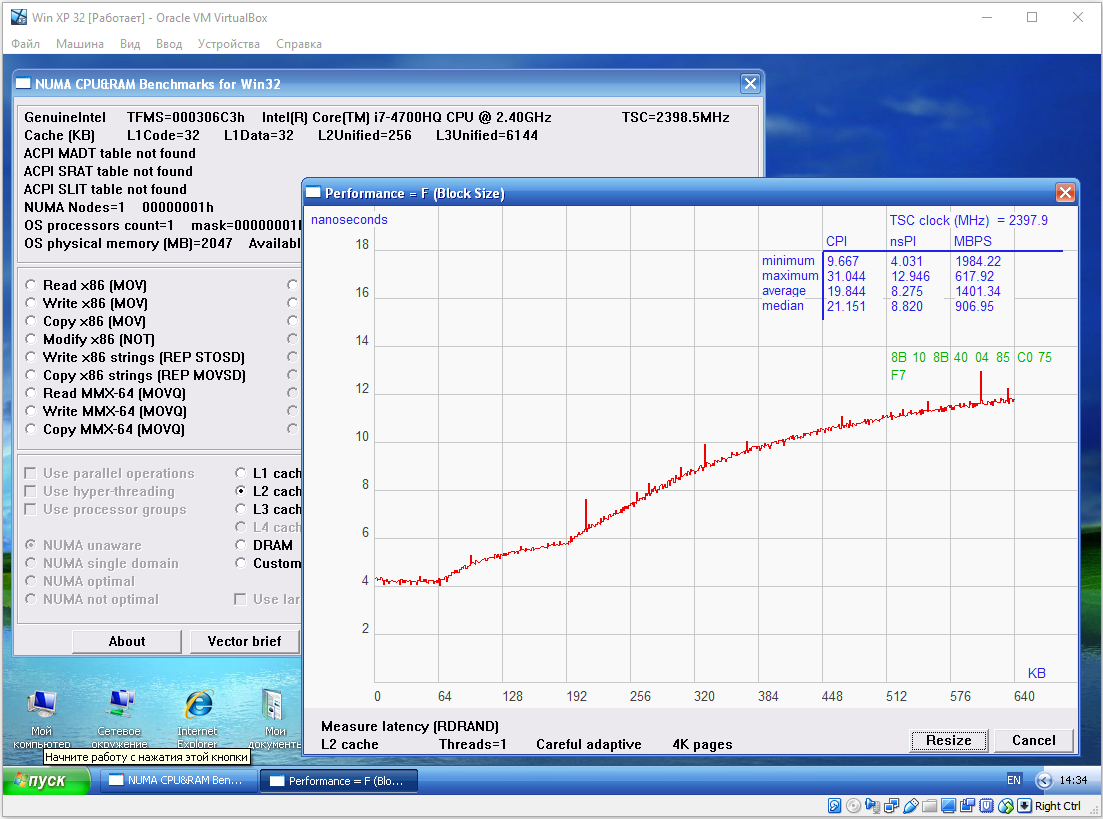 Win XP 32 [Работает] - Oracle VM VirtualBox
Файл Машина Вид Ввод Устройства Справка
NUMA CPU&RAM Benchmarks for Win32
GenuineIntel TFMS=000306C3h Intel(R) Core(TM) i7-4700HQ CPU @ 2.40GHz TSC=2398.5MHz
Cache (KB) L1Code=32 L1Data=32 L2Unified=256 L3Unified=6144
ACPI MADT table not found
ACPI SRAT table not found
ACPI SLIT table not found
NUMA Nodes=1 00000001h
OS processors count=1 mask=00000001
OS physical memory (MB)=2047 Availabl
Read x86 (MOV)
Write x86 (MOV)
Copy x86 (MOV)
Modify x86 (NOT)
Write x86 strings (REP STOSD)
Copy x86 strings (REP MOVSD)
Read MMX-64 (MOVQ)
Write MMX-64 (MOVQ)
Copy MMX-64 (MOVQ)
Use parallel operations
Use hyper-threading
Use processor groups
NUMA unaware
NUMA single domain
NUMA optimal
NUMA not optimal
L1 cach
L2 cach
L3 cach
L4 cach
DRAM
Custom
Use lar
About Vector brief
Performance = F (Block Size)
nanoseconds
TSC clock (MHz) = 2397.9
CPI nsPI MBPS
minimum 9.667 4.031 1984.22
maximum 31.044 12.946 617.92
average 19.844 8.275 1401.34
median 21.151 8.820 906.95
8B 10 8B 40 04 85 C0 75
F7
18
16
14
12
10
8
6
4
2
KB
0 64 128 192 256 320 384 448 512 576 640
Measure latency (RDRAND)
L2 cache Threads=1 Careful adaptive 4K pages
Resize Cancel
Мой
компьютер
Сетевое
окружение
Internet
Explorer
Мои
документы
Начните работу с нажатия этой кнопки
пуск
NUMA CPU&RAM Ben...
Performance = F (Blo...
EN 14:34
Right Ctrl